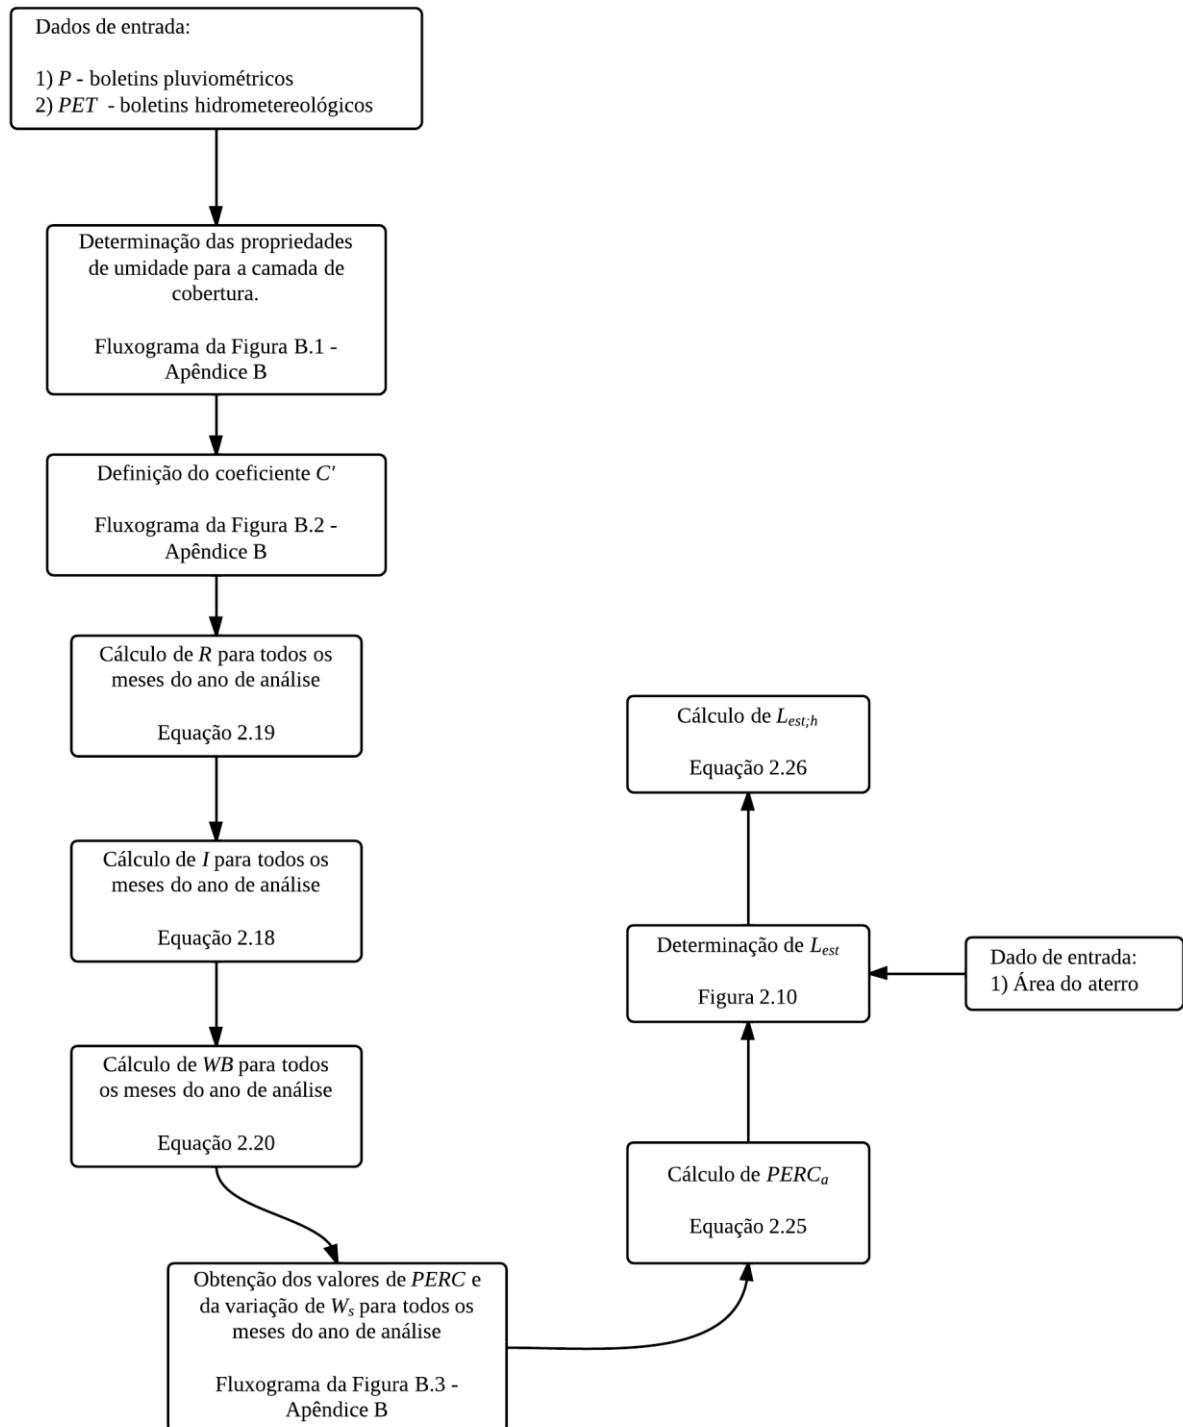 Dados de entrada:
1) P - boletins pluviométricos
2) PET - boletins hidrometereológicos
Determinação das propriedades
de umidade para a camada de
cobertura.
Fluxograma da Figura B.1 -
Apêndice B
Definição do coeficiente C'
Fluxograma da Figura B.2 -
Apêndice B
Cálculo de R para todos os
meses do ano de análise
Equação 2.19
Cálculo de I para todos os
meses do ano de análise
Equação 2.18
Cálculo de WB para todos
os meses do ano de análise
Equação 2.20
Obtenção dos valores de PERC e
da variação de Ws para todos os
meses do ano de análise
Fluxograma da Figura B.3 -
Apêndice B
Cálculo de PERCa
Equação 2.25
Determinação de Lest
Figura 2.10
Dado de entrada:
1) Área do aterro
Cálculo de Lest;h
Equação 2.26